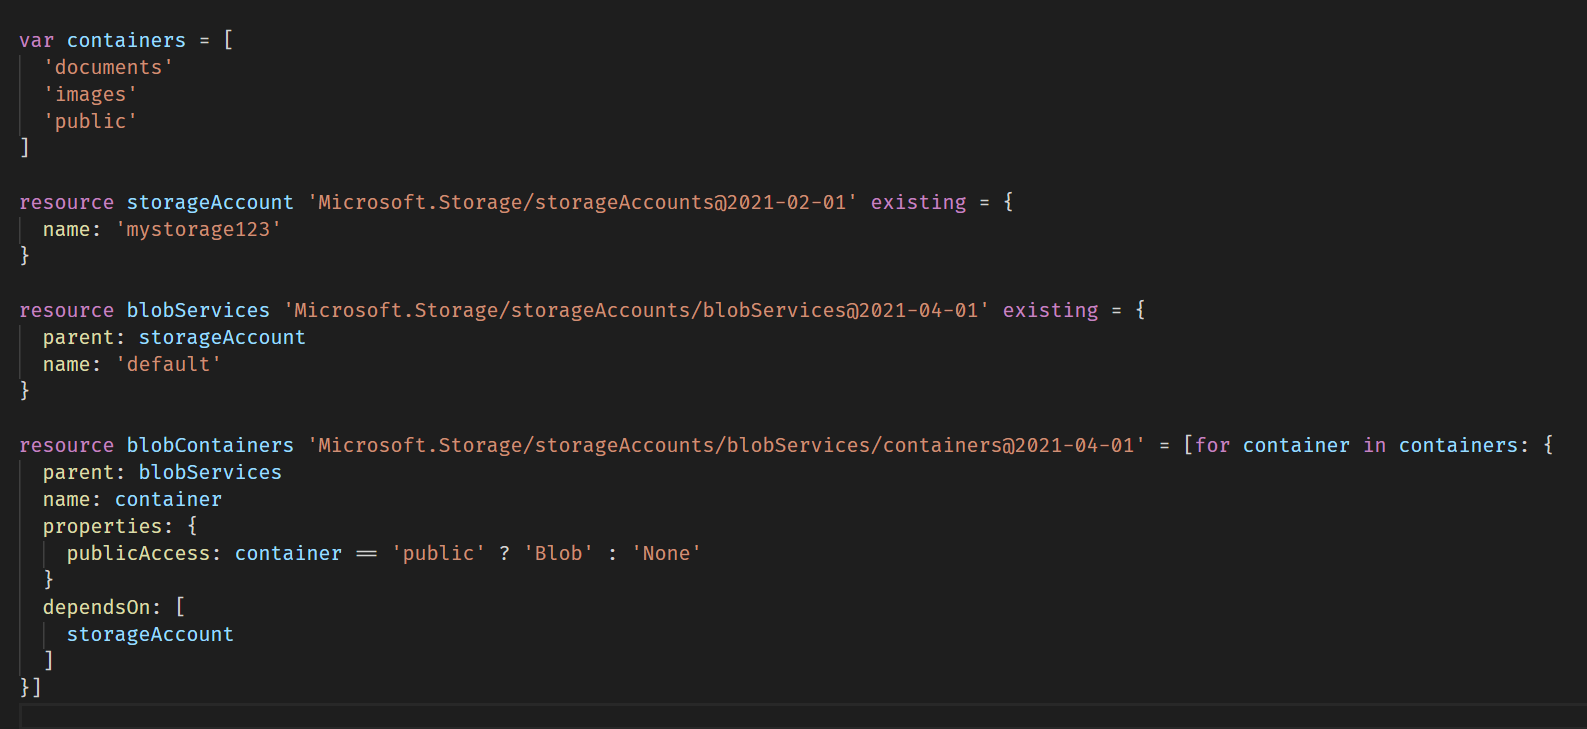 var containers = [
  'documents'
  'images'
  'public'
]
resource storageAccount 'Microsoft.Storage/storageAccounts@2021-02-01' existing = {
  name: 'mystorage123'
}
resource blobServices 'Microsoft.Storage/storageAccounts/blobServices@2021-04-01' existing = {
  parent: storageAccount
  name: 'default'
}
resource blobContainers 'Microsoft.Storage/storageAccounts/blobServices/containers@2021-04-01' = [for container in containers: {
  parent: blobServices
  name: container
  properties: {
    publicAccess: container == 'public' ? 'Blob' : 'None'
  }
  dependsOn: [
    storageAccount
  ]
}]